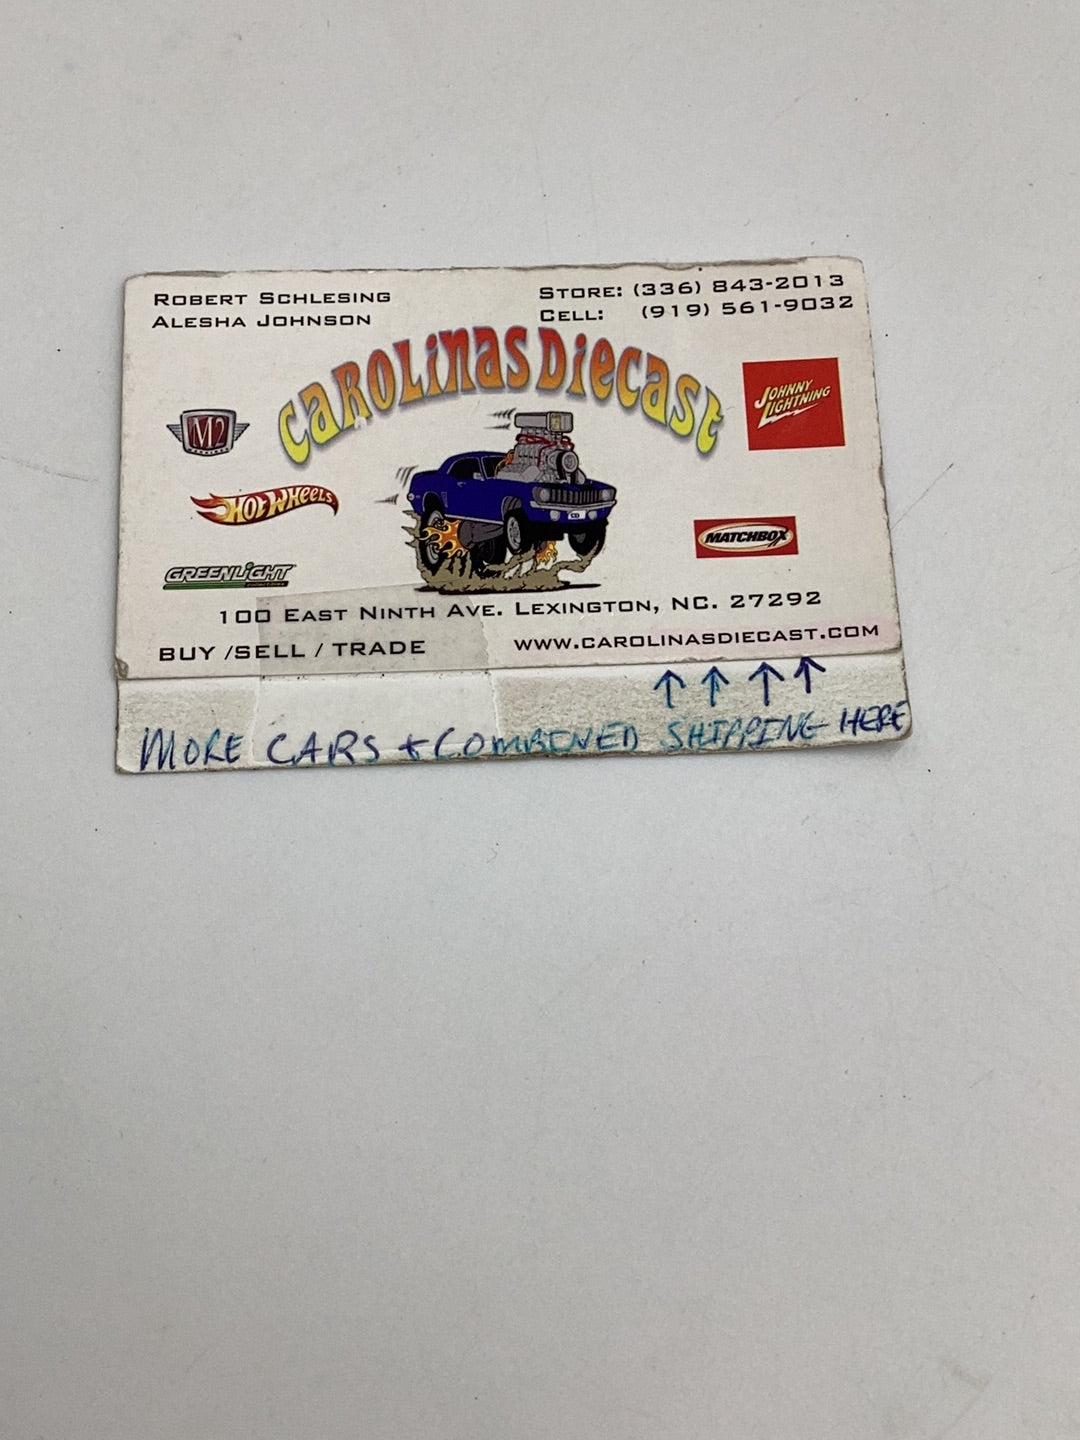 ROBERT SCHLESING
ALESHA JOHNSON
STORE: (336) 843-2013
CELL: (919) 561-9032
CAROLINAS DIECAST
M2
MACHINES
JOHNNY
LIGHTNING
HOT WHEELS
MATCHBOX
GREENLIGHT
100 EAST NINTH AVE. LEXINGTON, NC. 27292
BUY /SELL / TRADE
WWW.CAROLINASDIECAST.COM
MORE CARS + COMBINED SHIPPING HERE